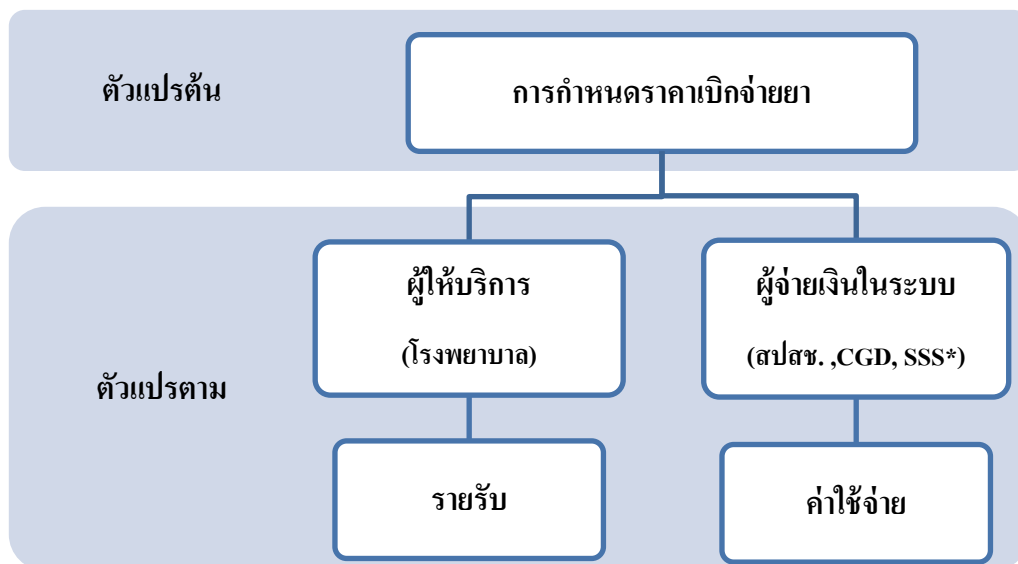 ตัวแปรต้น
การกำหนดราคาเบิกจ่ายยา
ผู้ให้บริการ
(โรงพยาบาล)
ผู้จ่ายเงินในระบบ
(สปสช. ,CGD, SSS*)
ตัวแปรตาม
รายรับ
ค่าใช้จ่าย